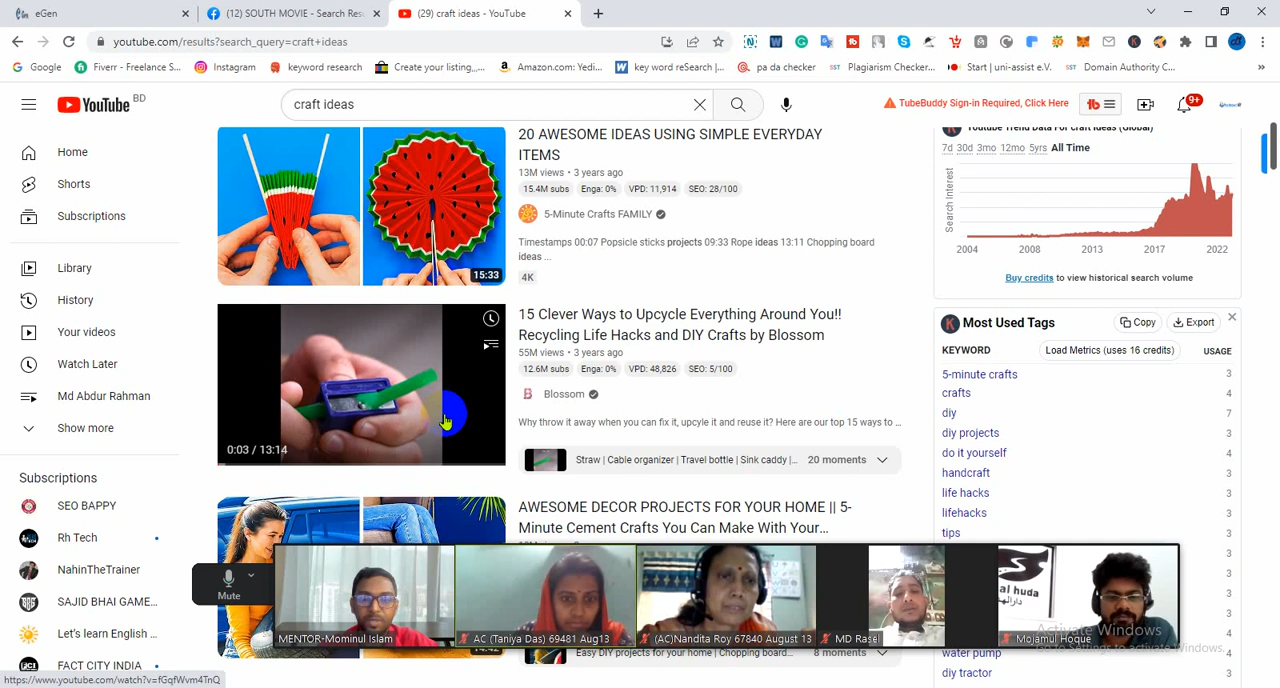 eGen
(12) SOUTH MOVIE - Search Res
(29) craft ideas - YouTube
youtube.com/results?search_query=craft+ideas
Google
Fiverr - Freelance S...
Instagram
keyword research
Create your listing,...
Amazon.com: Yedi...
key word reSearch |...
pa da checker
Plagiarism Checker...
Start | uni-assist e.V.
Domain Authority C...
YouTube BD
craft ideas
TubeBuddy Sign-in Required, Click Here
9+
Home
Shorts
Subscriptions
Library
History
Your videos
Watch Later
Md Abdur Rahman
Show more
Subscriptions
SEO BAPPY
Rh Tech
NahinTheTrainer
SAJID BHAI GAME...
Let's learn English ...
FACT CITY INDIA
20 AWESOME IDEAS USING SIMPLE EVERYDAY
ITEMS
13M views • 3 years ago
15.4M subs Enga: 0% VPD: 11,914 SEO: 28/100
5-Minute Crafts FAMILY
Timestamps 00:07 Popsicle sticks projects 09:33 Rope ideas 13:11 Chopping board
ideas ...
4K
15:33
15 Clever Ways to Upcycle Everything Around You!!
Recycling Life Hacks and DIY Crafts by Blossom
55M views • 3 years ago
12.6M subs Enga: 0% VPD: 48,826 SEO: 5/100
Blossom
Why throw it away when you can fix it, upcyle it and reuse it? Here are our top 15 ways to ...
0:03 / 13:14
Straw | Cable organizer | Travel bottle | Sink caddy |...
20 moments
AWESOME DECOR PROJECTS FOR YOUR HOME || 5-
Minute Cement Crafts You Can Make With Your...
Easy DIY projects for your home | Chopping board...
8 moments
Youtube Trend Data For craft ideas (Global)
7d 30d 3mo 12mo 5yrs All Time
Search Interest
2004 2008 2013 2017 2022
Buy credits to view historical search volume
Most Used Tags
Copy
Export
KEYWORD
Load Metrics (uses 16 credits)
USAGE
5-minute crafts 3
crafts 4
diy 7
diy projects 3
do it yourself 4
handcraft 3
life hacks 3
lifehacks 3
tips 3
3
3
3
4
water pump 4
diy tractor 3
Mute
MENTOR-Mominul Islam
AC (Taniya Das) 69481 Aug13
(AC)Nandita Roy 67840 August 13
MD Rasel
Mojamul Hoque
al huda
Activate Windows
Go to Settings to activate Windows.
https://www.youtube.com/watch?v=fGqfWvm4TnQ